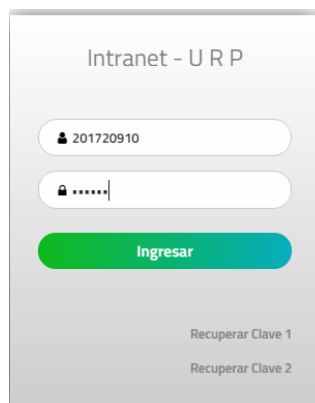 Intranet - U R P
201720910
······
Ingresar
Recuperar Clave 1
Recuperar Clave 2